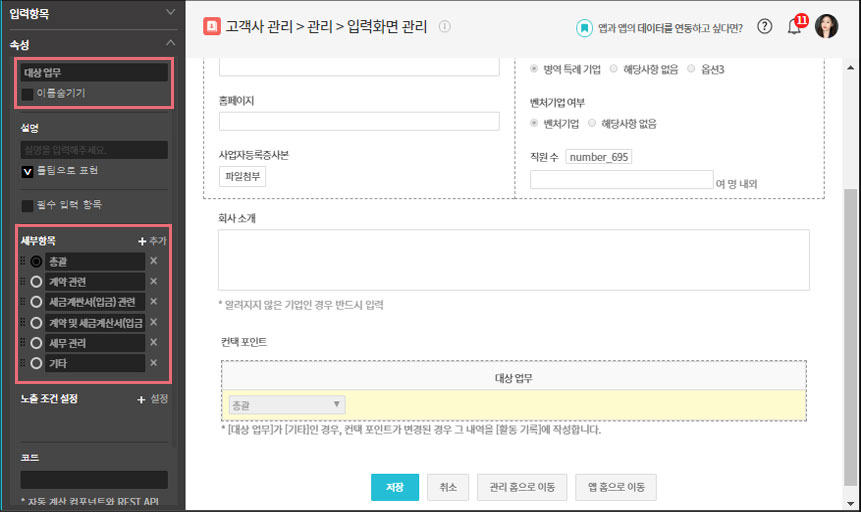 입력항목
속성
대상 업무
이름숨기기
설명
설명을 입력해주세요.
툴팁으로 표현
필수 입력 항목
세부항목
+ 추가
총괄
계약 관련
세금계싼서(입금) 관련
계약 및 세금계산서(입금
세무 관리
기타
노출 조건 설정
+ 설정
코드
* 자동 계산 컴포넌트와 REST API
고객사 관리 > 관리 > 입력화면 관리
앱과 앱의 데이터를 연동하고 싶다면?
11
병역 특례 기업 해당사항 없음 옵션3
홈페이지
벤처기업 여부
벤처기업 해당사항 없음
사업자등록증사본
파일첨부
직원 수 number_695
여 명 내외
회사 소개
* 알려지지 않은 기업인 경우 반드시 입력
컨택 포인트
대상 업무
총괄
* [대상 업무]가 [기타]인 경우, 컨택 포인트가 변경된 경우 그 내역을 [활동 기록]에 작성합니다.
저장 취소 관리 홈으로 이동 앱 홈으로 이동